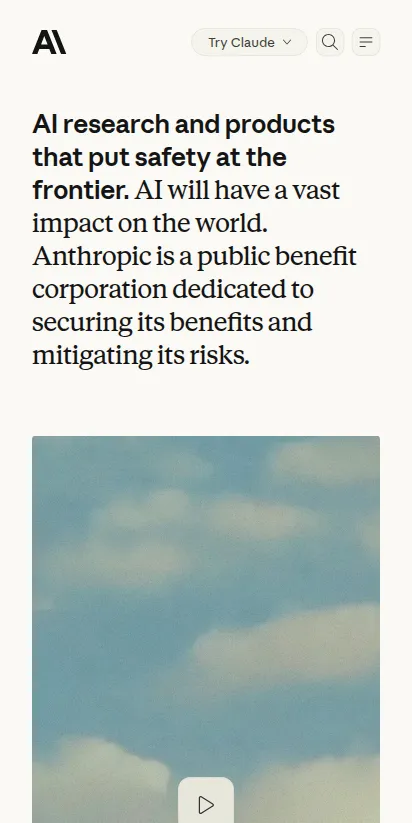 Try Claude
AI research and products
that put safety at the
frontier. AI will have a vast
impact on the world.
Anthropic is a public benefit
corporation dedicated to
securing its benefits and
mitigating its risks.